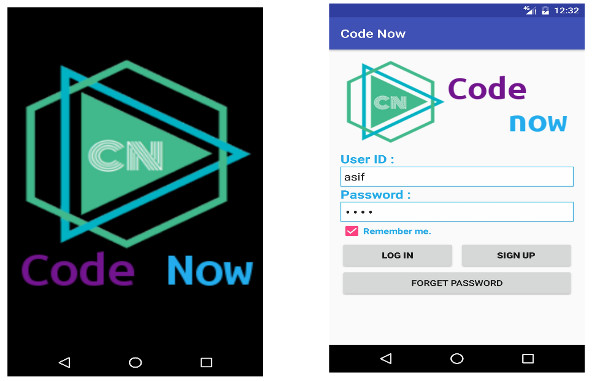 CN
Code Now
12:32
Code Now
CN
Code
now
User ID :
asif
Password :
••••
Remember me.
LOG IN SIGN UP
FORGET PASSWORD